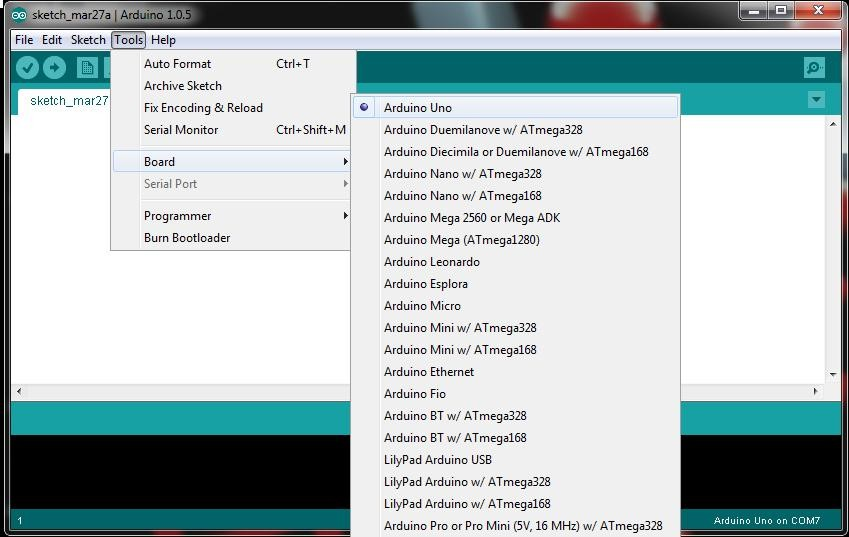 sketch_mar27a | Arduino 1.0.5
File Edit Sketch Tools Help
Auto Format Ctrl+T
Archive Sketch
Fix Encoding & Reload
Serial Monitor Ctrl+Shift+M
Board
Serial Port
Programmer
Burn Bootloader
sketch_mar27
Arduino Uno
Arduino Duemilanove w/ ATmega328
Arduino Diecimila or Duemilanove w/ ATmega168
Arduino Nano w/ ATmega328
Arduino Nano w/ ATmega168
Arduino Mega 2560 or Mega ADK
Arduino Mega (ATmega1280)
Arduino Leonardo
Arduino Esplora
Arduino Micro
Arduino Mini w/ ATmega328
Arduino Mini w/ ATmega168
Arduino Ethernet
Arduino Fio
Arduino BT w/ ATmega328
Arduino BT w/ ATmega168
LilyPad Arduino USB
LilyPad Arduino w/ ATmega328
LilyPad Arduino w/ ATmega168
Arduino Pro or Pro Mini (5V, 16 MHz) w/ ATmega328
1
Arduino Uno on COM7